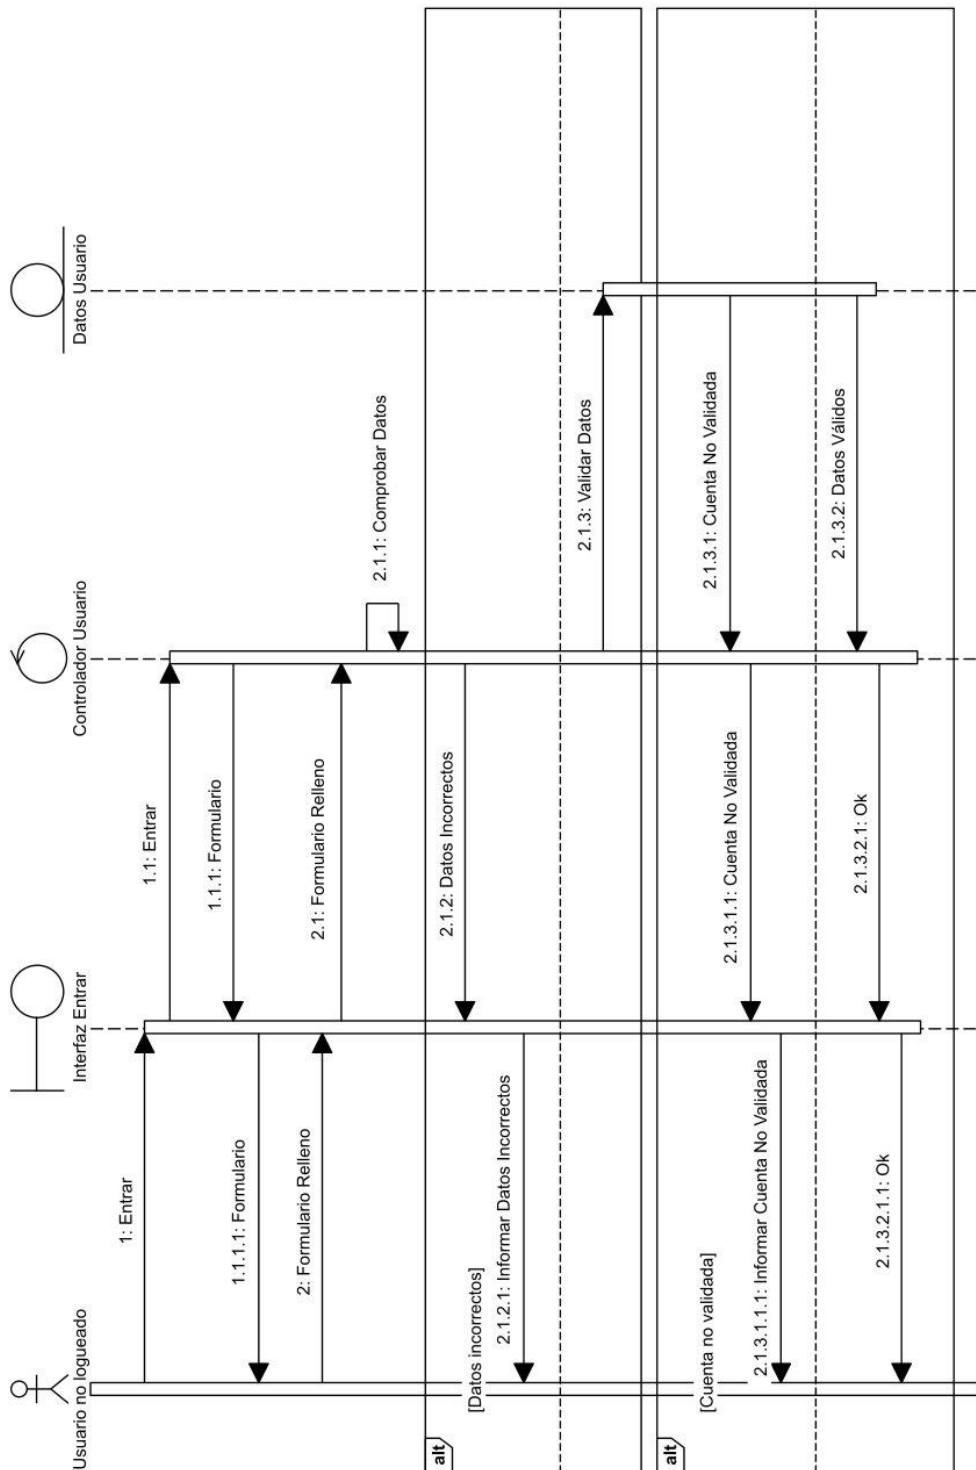 Usuario no logueado
Interfaz Entrar
Controlador Usuario
Datos Usuario
1: Entrar
1.1: Entrar
1.1.1: Formulario
1.1.1.1: Formulario
2: Formulario Relleno
2.1: Formulario Relleno
2.1.1: Comprobar Datos
alt
[Datos incorrectos]
2.1.2: Datos Incorrectos
2.1.2.1: Informar Datos Incorrectos
2.1.3: Validar Datos
alt
[Cuenta no validada]
2.1.3.1: Cuenta No Validada
2.1.3.1.1: Cuenta No Validada
2.1.3.1.1.1: Informar Cuenta No Validada
2.1.3.2: Datos Válidos
2.1.3.2.1: Ok
2.1.3.2.1.1: Ok